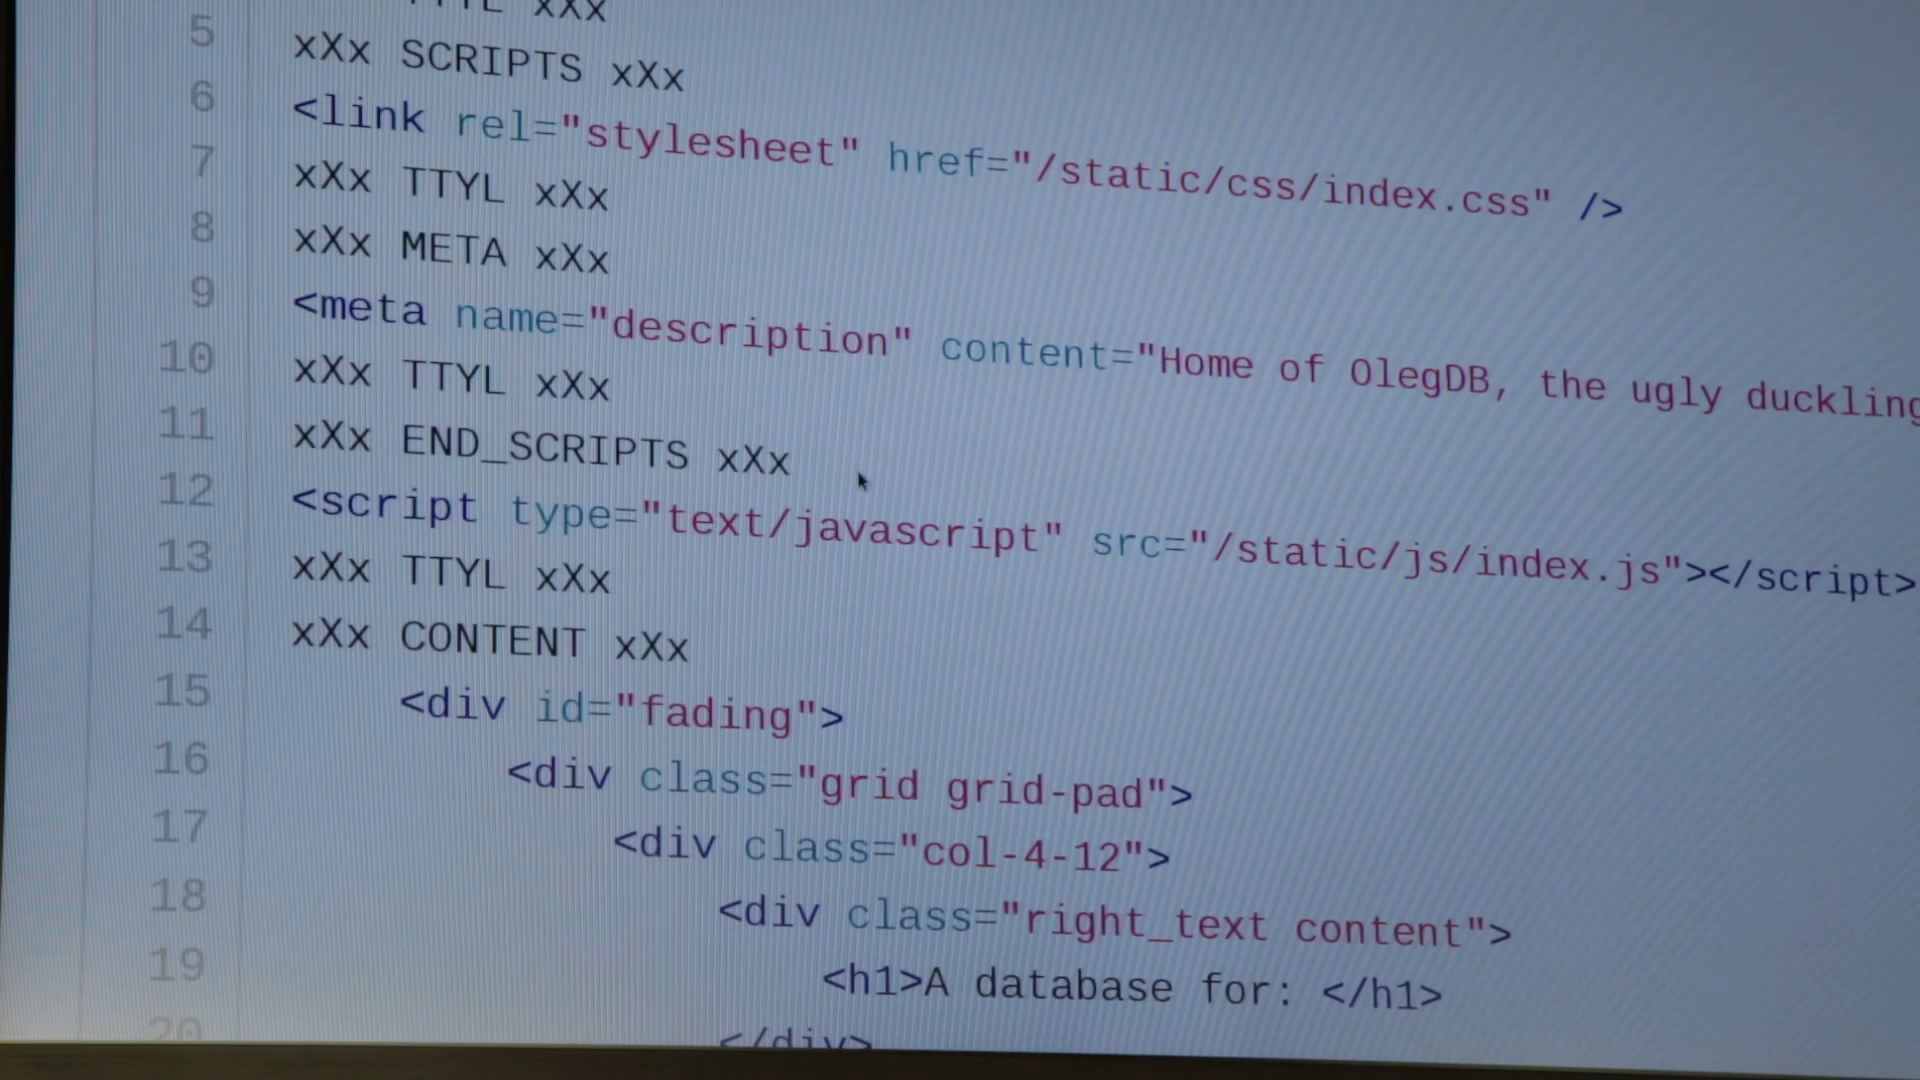 xXx
5 xXx SCRIPTS xXx
6 <link rel="stylesheet" href="/static/css/index.css" />
7 xXx TTYL xXx
8 xXx META xXx
9 <meta name="description" content="Home of OlegDB, the ugly duckling
10 xXx TTYL xXx
11 xXx END_SCRIPTS xXx
12 <script type="text/javascript" src="/static/js/index.js"></script>
13 xXx TTYL xXx
14 xXx CONTENT xXx
15 <div id="fading">
16 <div class="grid grid-pad">
17 <div class="col-4-12">
18 <div class="right_text content">
19 <h1>A database for: </h1>
20 </div>